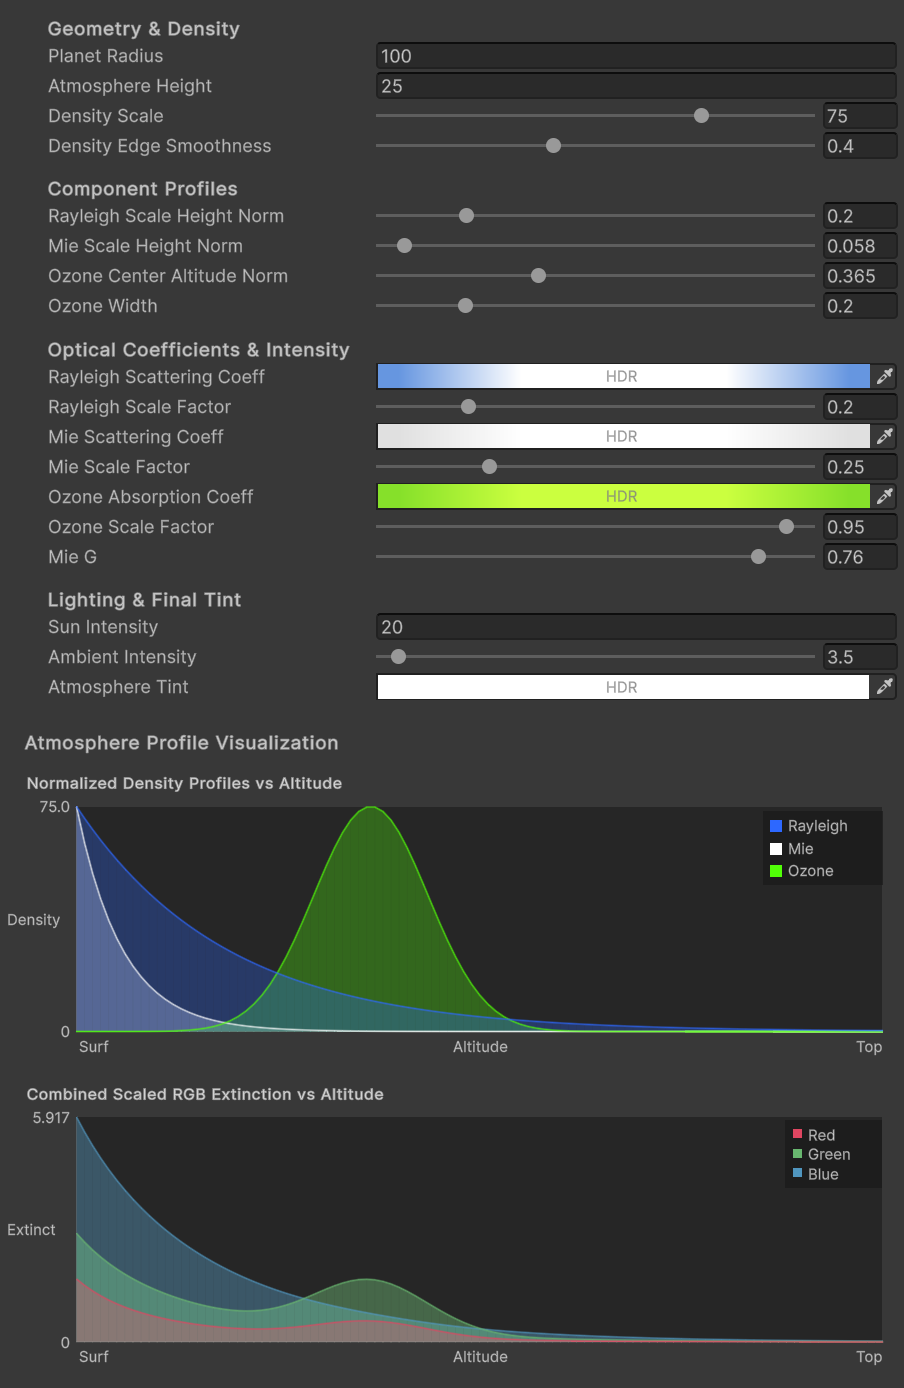 Geometry & Density
Planet Radius 100
Atmosphere Height 25
Density Scale 75
Density Edge Smoothness 0.4
Component Profiles
Rayleigh Scale Height Norm 0.2
Mie Scale Height Norm 0.058
Ozone Center Altitude Norm 0.365
Ozone Width 0.2
Optical Coefficients & Intensity
Rayleigh Scattering Coeff HDR
Rayleigh Scale Factor 0.2
Mie Scattering Coeff HDR
Mie Scale Factor 0.25
Ozone Absorption Coeff HDR
Ozone Scale Factor 0.95
Mie G 0.76
Lighting & Final Tint
Sun Intensity 20
Ambient Intensity 3.5
Atmosphere Tint HDR
Atmosphere Profile Visualization
Normalized Density Profiles vs Altitude
75.0
Rayleigh
Mie
Ozone
Density
0
Surf Altitude Top
Combined Scaled RGB Extinction vs Altitude
5.917
Red
Green
Blue
Extinct
0
Surf Altitude Top